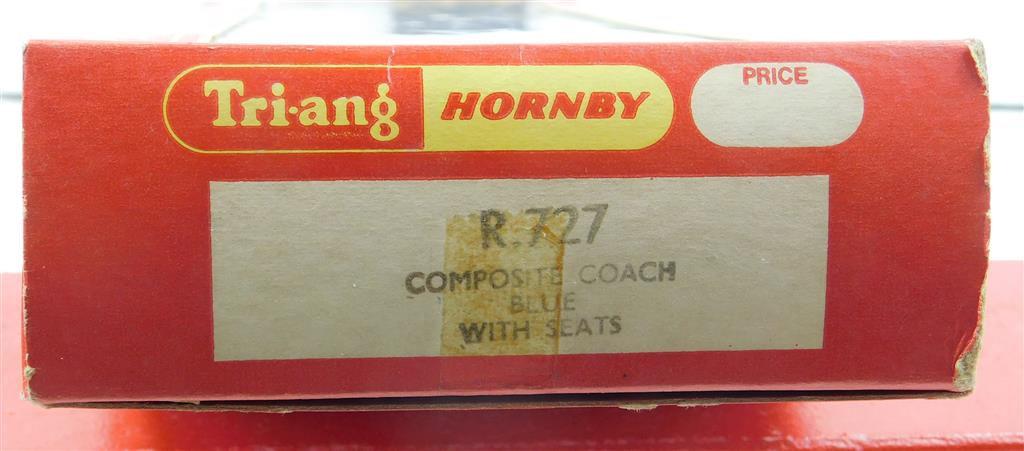 Tri-ang HORNBY
PRICE
R.727
COMPOSITE COACH
BLUE
WITH SEATS